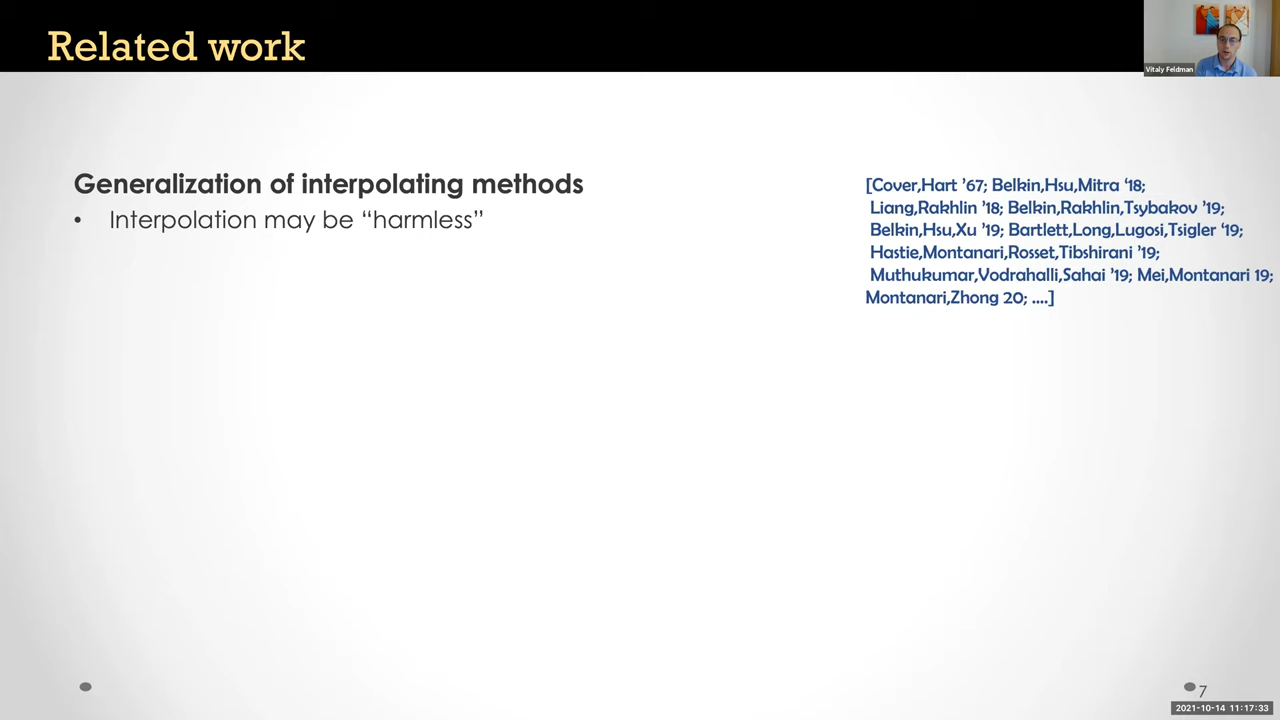 Related work
Vitaly Feldman
Generalization of interpolating methods
• Interpolation may be “harmless”
[Cover,Hart ’67; Belkin,Hsu,Mitra ‘18;
Liang,Rakhlin ’18; Belkin,Rakhlin,Tsybakov ’19;
Belkin,Hsu,Xu ’19; Bartlett,Long,Lugosi,Tsigler ‘19;
Hastie,Montanari,Rosset,Tibshirani ’19;
Muthukumar,Vodrahalli,Sahai ’19; Mei,Montanari 19;
Montanari,Zhong 20; ....]
7
2021-10-14 11:17:33